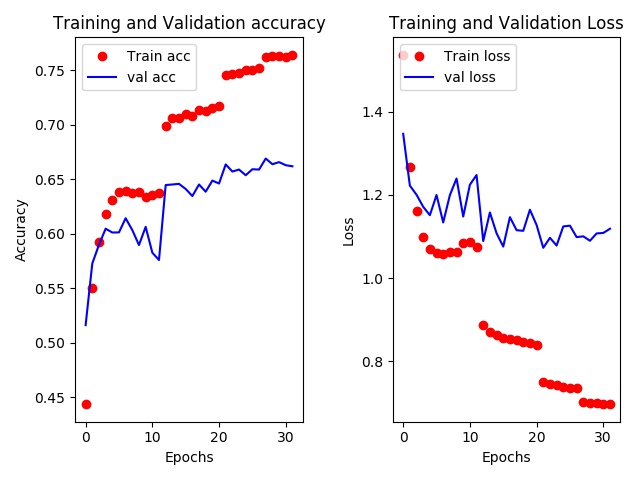 Training and Validation accuracy
Train acc
val acc
0.75
0.70
0.65
0.60
0.55
0.50
0.45
Accuracy
0 10 20 30
Epochs
Training and Validation Loss
Train loss
val loss
1.4
1.2
1.0
0.8
Loss
0 10 20 30
Epochs